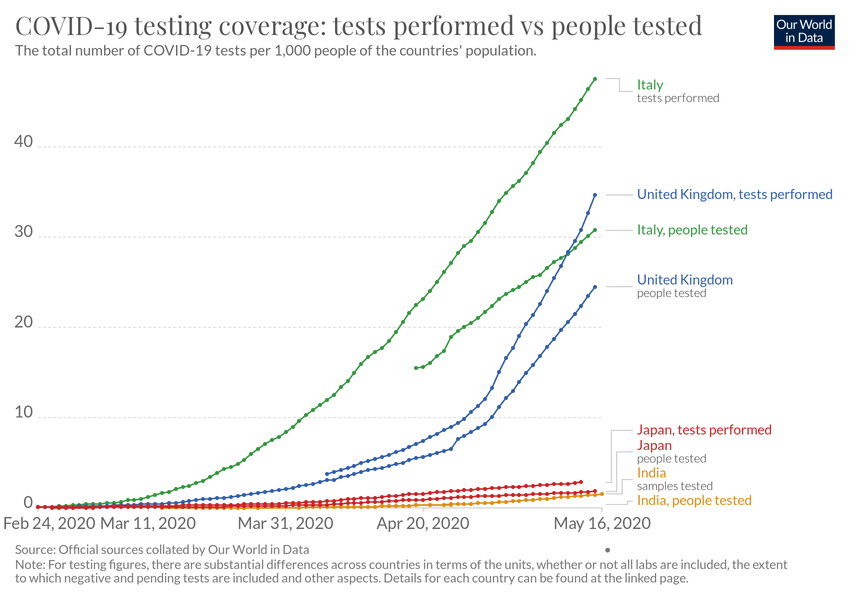 COVID-19 testing coverage: tests performed vs people tested
The total number of COVID-19 tests per 1,000 people of the countries' population.
Our World
in Data
Italy
tests performed
40
United Kingdom, tests performed
30
Italy, people tested
United Kingdom
people tested
20
10
Japan, tests performed
Japan
people tested
India
samples tested
India, people tested
0
Feb 24, 2020
Mar 11, 2020
Mar 31, 2020
Apr 20, 2020
May 16, 2020
Source: Official sources collated by Our World in Data
Note: For testing figures, there are substantial differences across countries in terms of the units, whether or not all labs are included, the extent
to which negative and pending tests are included and other aspects. Details for each country can be found at the linked page.